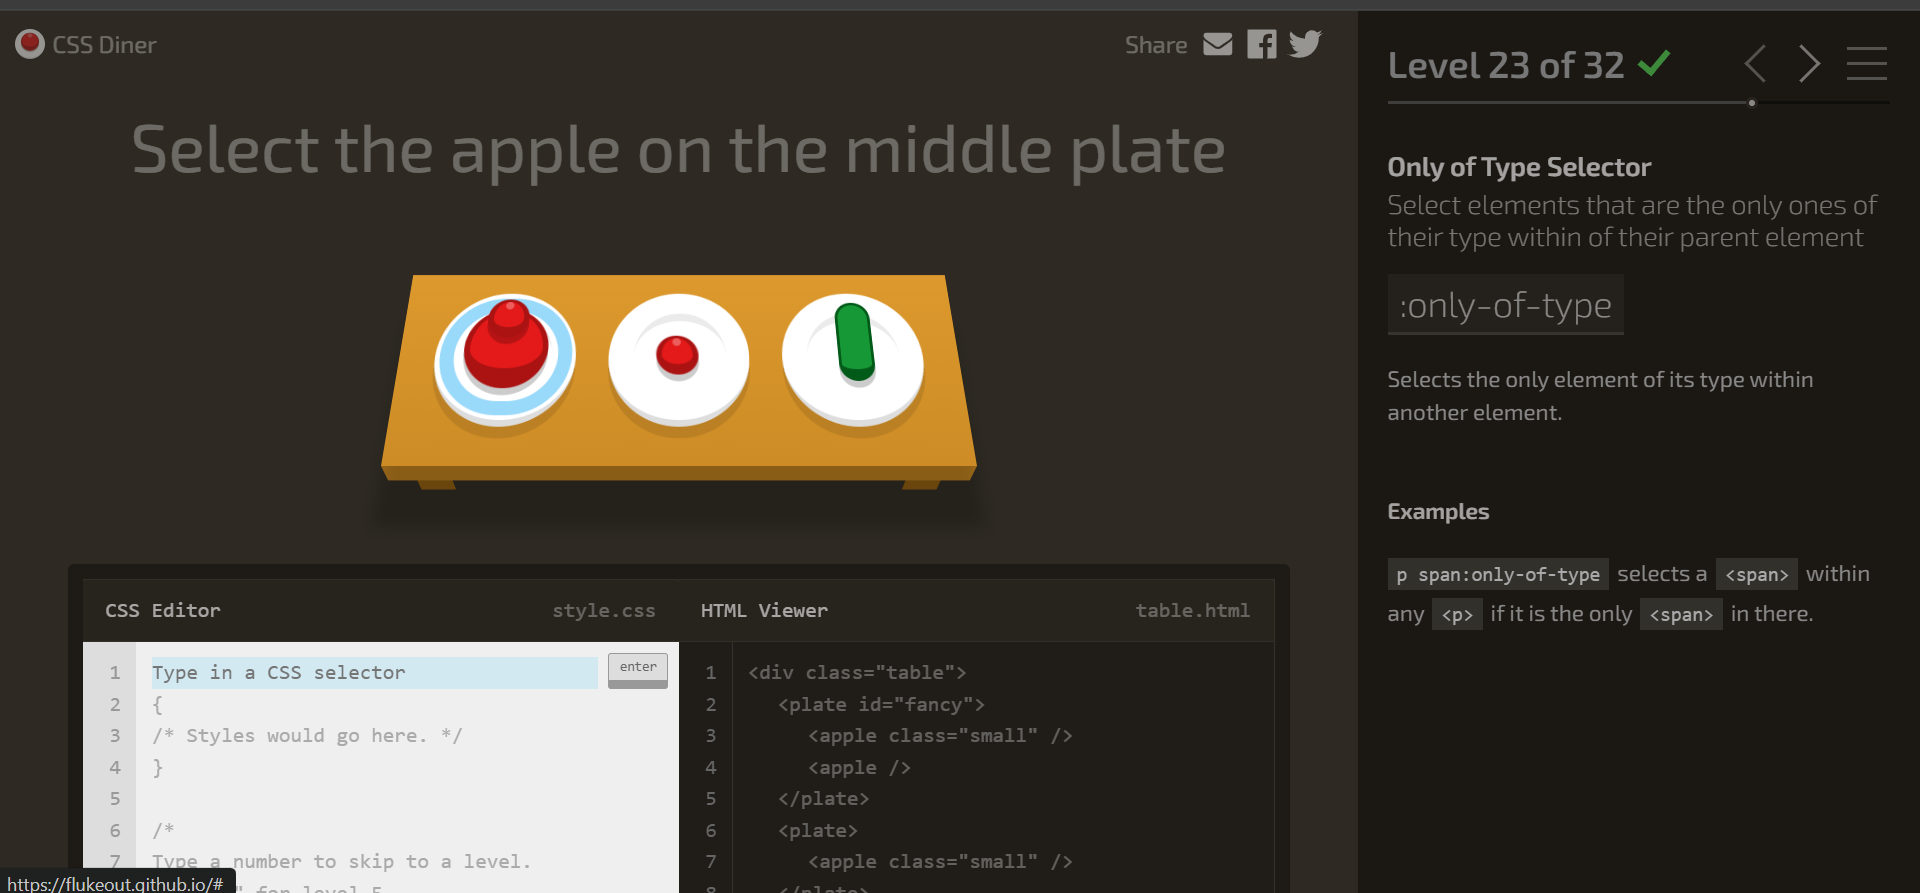 CSS Diner
Share
Select the apple on the middle plate
Level 23 of 32
Only of Type Selector
Select elements that are the only ones of
their type within of their parent element
:only-of-type
Selects the only element of its type within
another element.
Examples
p span:only-of-type selects a <span> within
any <p> if it is the only <span> in there.
CSS Editor style.css
1 Type in a CSS selector enter
2 {
3 /* Styles would go here. */
4 }
5
6 /*
7 Type a number to skip to a level.
" for level 5
HTML Viewer table.html
1 <div class="table">
2 <plate id="fancy">
3 <apple class="small" />
4 <apple />
5 </plate>
6 <plate>
7 <apple class="small" />
8 </plate>
https://flukeout.github.io/#